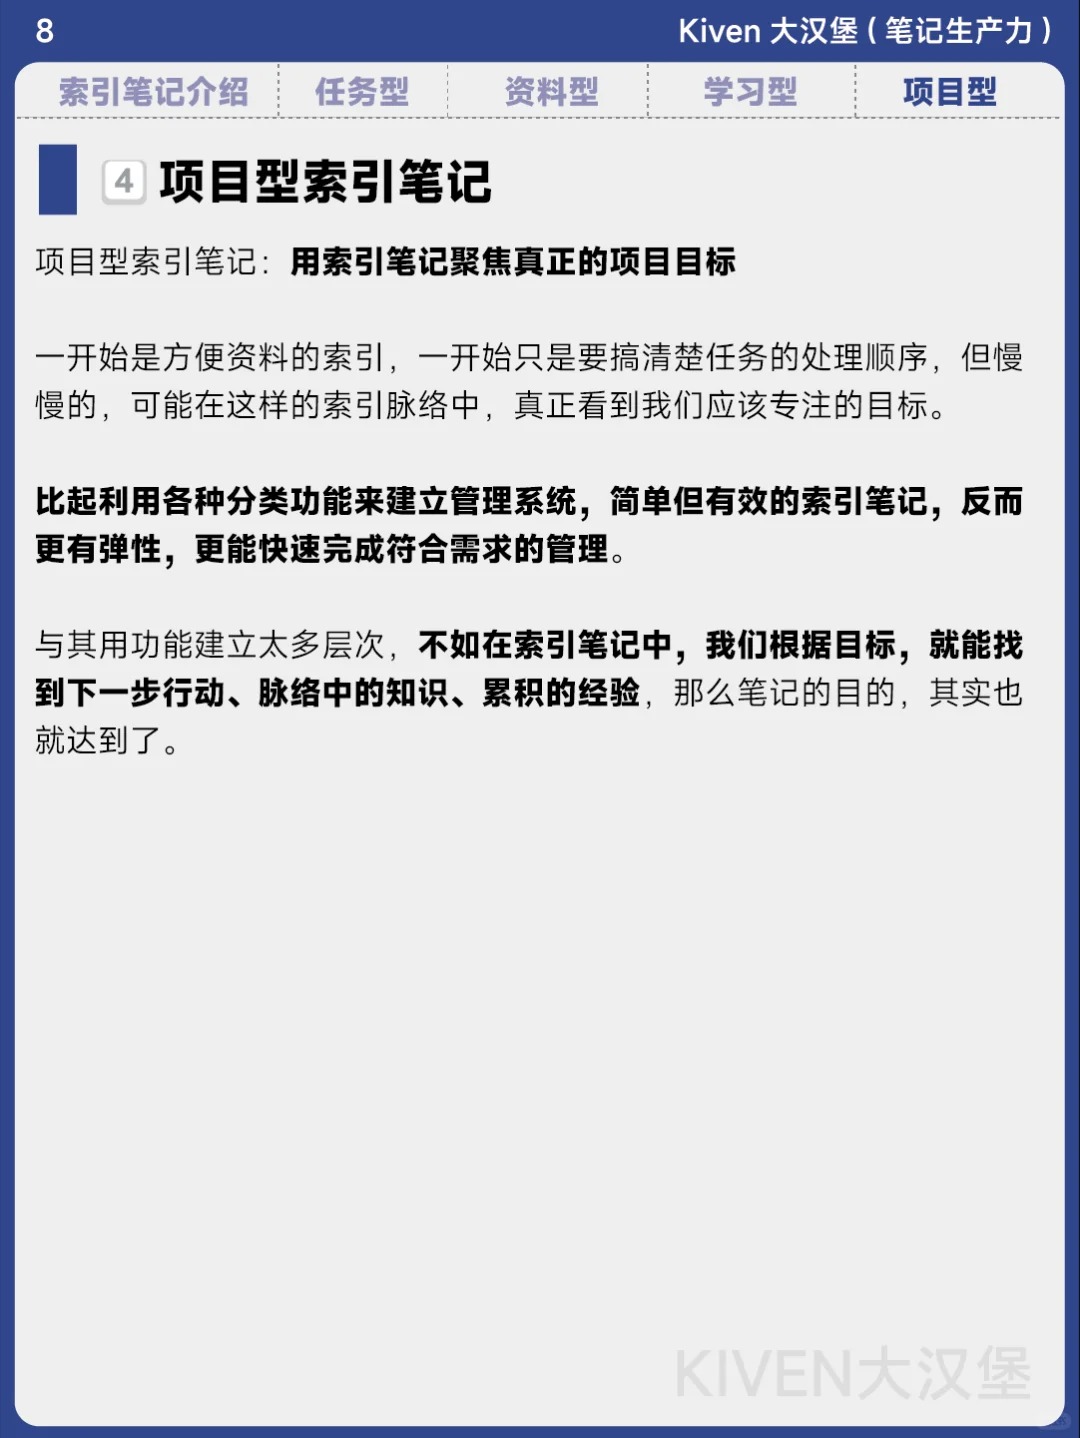 8
Kiven 大汉堡（笔记生产力）
索引笔记介绍 任务型 资料型 学习型 项目型
4 项目型索引笔记
项目型索引笔记：用索引笔记聚焦真正的项目目标
一开始是方便资料的索引，一开始只是要搞清楚任务的处理顺序，但慢
慢的，可能在这样的索引脉络中，真正看到我们应该专注的目标。
比起利用各种分类功能来建立管理系统，简单但有效的索引笔记，反而
更有弹性，更能快速完成符合需求的管理。
与其用功能建立太多层次，不如在索引笔记中，我们根据目标，就能找
到下一步行动、脉络中的知识、累积的经验，那么笔记的目的，其实也
就达到了。
KIVEN大汉堡